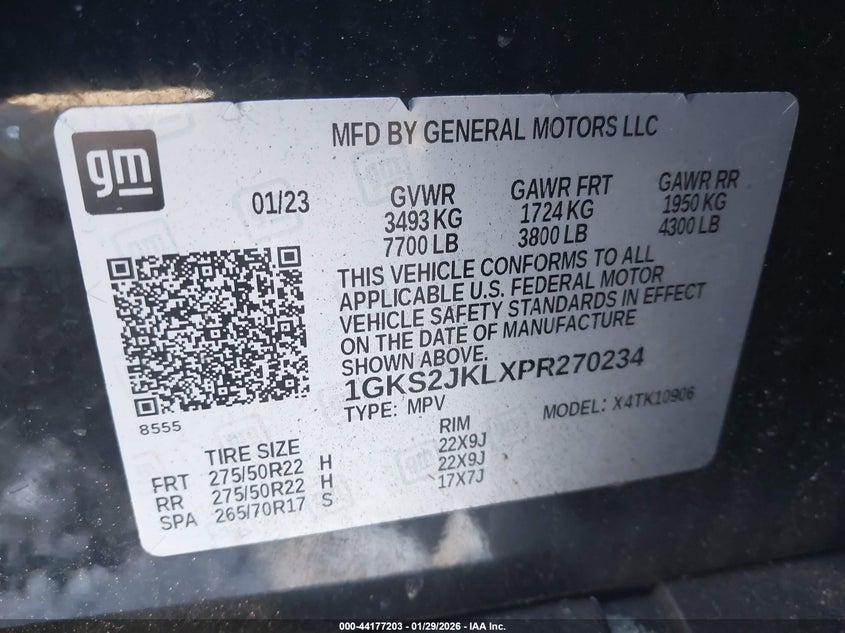 gm
MFD BY GENERAL MOTORS LLC
01/23 GVWR GAWR FRT GAWR RR
3493 KG 1724 KG 1950 KG
7700 LB 3800 LB 4300 LB
THIS VEHICLE CONFORMS TO ALL
APPLICABLE U.S. FEDERAL MOTOR
VEHICLE SAFETY STANDARDS IN EFFECT
ON THE DATE OF MANUFACTURE
SHOWN ABOVE.
1GKS2JKLXPR270234
TYPE: MPV MODEL: X4TK10906
8555
TIRE SIZE RIM
FRT 275/50R22 H 22X9J
RR 275/50R22 H 22X9J
SPA 265/70R17 S 17X7J
000-44177203 - 01/29/2026 - IAA Inc.